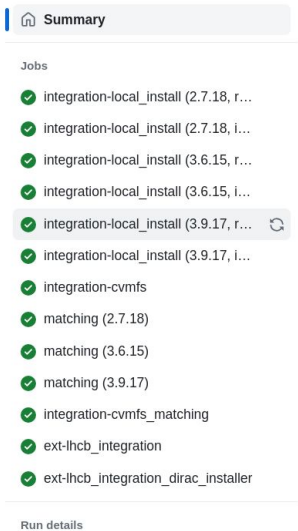 Summary
Jobs
integration-local_install (2.7.18, r...
integration-local_install (2.7.18, i...
integration-local_install (3.6.15, r...
integration-local_install (3.6.15, i...
integration-local_install (3.9.17, r...
integration-local_install (3.9.17, i...
integration-cvmfs
matching (2.7.18)
matching (3.6.15)
matching (3.9.17)
integration-cvmfs_matching
ext-lhcb_integration
ext-lhcb_integration_dirac_installer
Run details